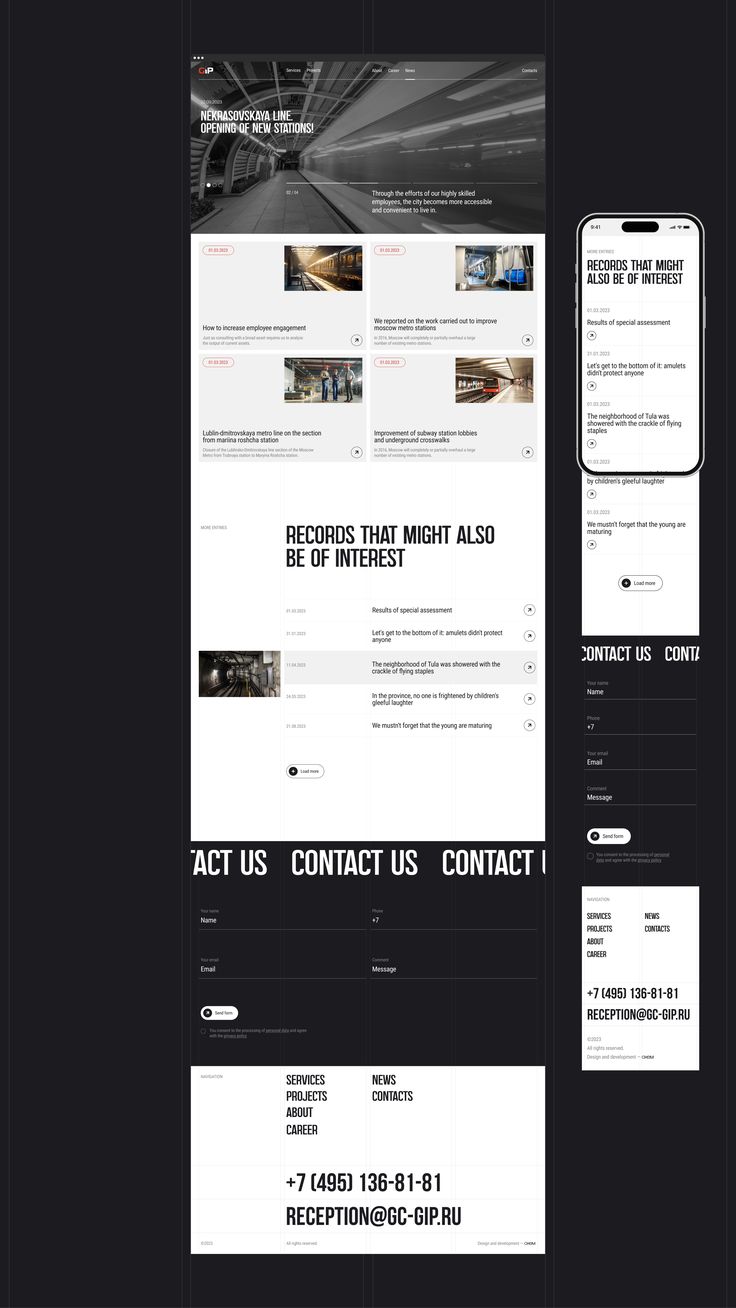 GIP
Services Projects About Career News Contacts
NEKRASOVSKAYA LINE.
OPENING OF NEW STATIONS!
02 / 04
Through the efforts of our highly skilled
employees, the city becomes more accessible
and convenient to live in.
01.03.2023
How to increase employee engagement
Just as consulting with a broad asset requires us to analyze
the output of current assets.
01.03.2023
We reported on the work carried out to improve
moscow metro stations
In 2016, Moscow will completely or partially overhaul a large
number of existing metro stations.
01.03.2023
Lublin-dmitrovskaya metro line on the section
from mariina roshcha station
Closure of the Lublinsko-Dmitrovskaya line section of the Moscow
Metro from Trubnaya station to Maryina Roshcha station.
01.03.2023
Improvement of subway station lobbies
and underground crosswalks
In 2016, Moscow will completely or partially overhaul a large
number of existing metro stations.
MORE ENTRIES
RECORDS THAT MIGHT ALSO
BE OF INTEREST
01.03.2023
Results of special assessment
31.01.2023
Let's get to the bottom of it: amulets didn't protect
anyone
11.04.2023
The neighborhood of Tula was showered with the
crackle of flying staples
24.05.2023
In the province, no one is frightened by children's
gleeful laughter
21.08.2023
We mustn't forget that the young are maturing
Load more
TACT US CONTACT US CONTACT U
Your name
Name
Phone
+7
Your email
Email
Comment
Message
Send form
You consent to the processing of personal data and agree
with the privacy policy
NAVIGATION
SERVICES
PROJECTS
ABOUT
CAREER
NEWS
CONTACTS
+7 (495) 136-81-81
RECEPTION@GC-GIP.RU
©2023
All rights reserved.
Design and development — CHOM
9:41
MORE ENTRIES
RECORDS THAT MIGHT
ALSO BE OF INTEREST
01.03.2023
Results of special assessment
31.01.2023
Let's get to the bottom of it: amulets
didn't protect anyone
01.03.2023
The neighborhood of Tula was
showered with the crackle of flying
staples
01.03.2023
by children's gleeful laughter
01.03.2023
We mustn't forget that the young are
maturing
Load more
CONTACT US CONTA
Your name
Name
Phone
+7
Your email
Email
Comment
Message
Send form
You consent to the processing of personal
data and agree with the privacy policy
NAVIGATION
SERVICES
PROJECTS
ABOUT
CAREER
NEWS
CONTACTS
+7 (495) 136-81-81
RECEPTION@GC-GIP.RU
©2023
All rights reserved.
Design and development — CHOM